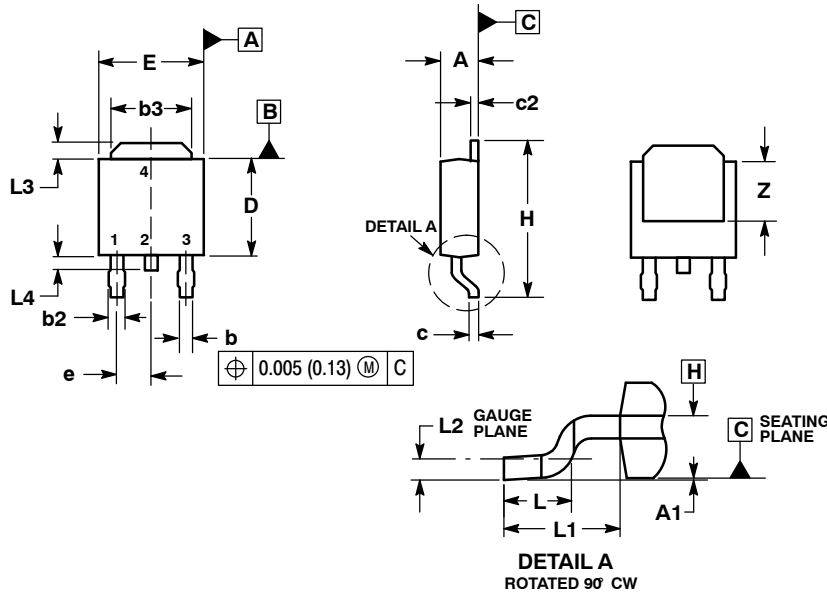 A
C
E
A
b3
c2
B
L3
4
D
H
Z
DETAIL A
1 2 3
L4
b2
b
c
e
⌖ 0.005 (0.13) Ⓜ C
H
L2 GAUGE
PLANE
C SEATING
PLANE
L
L1
A1
DETAIL A
ROTATED 90° CW